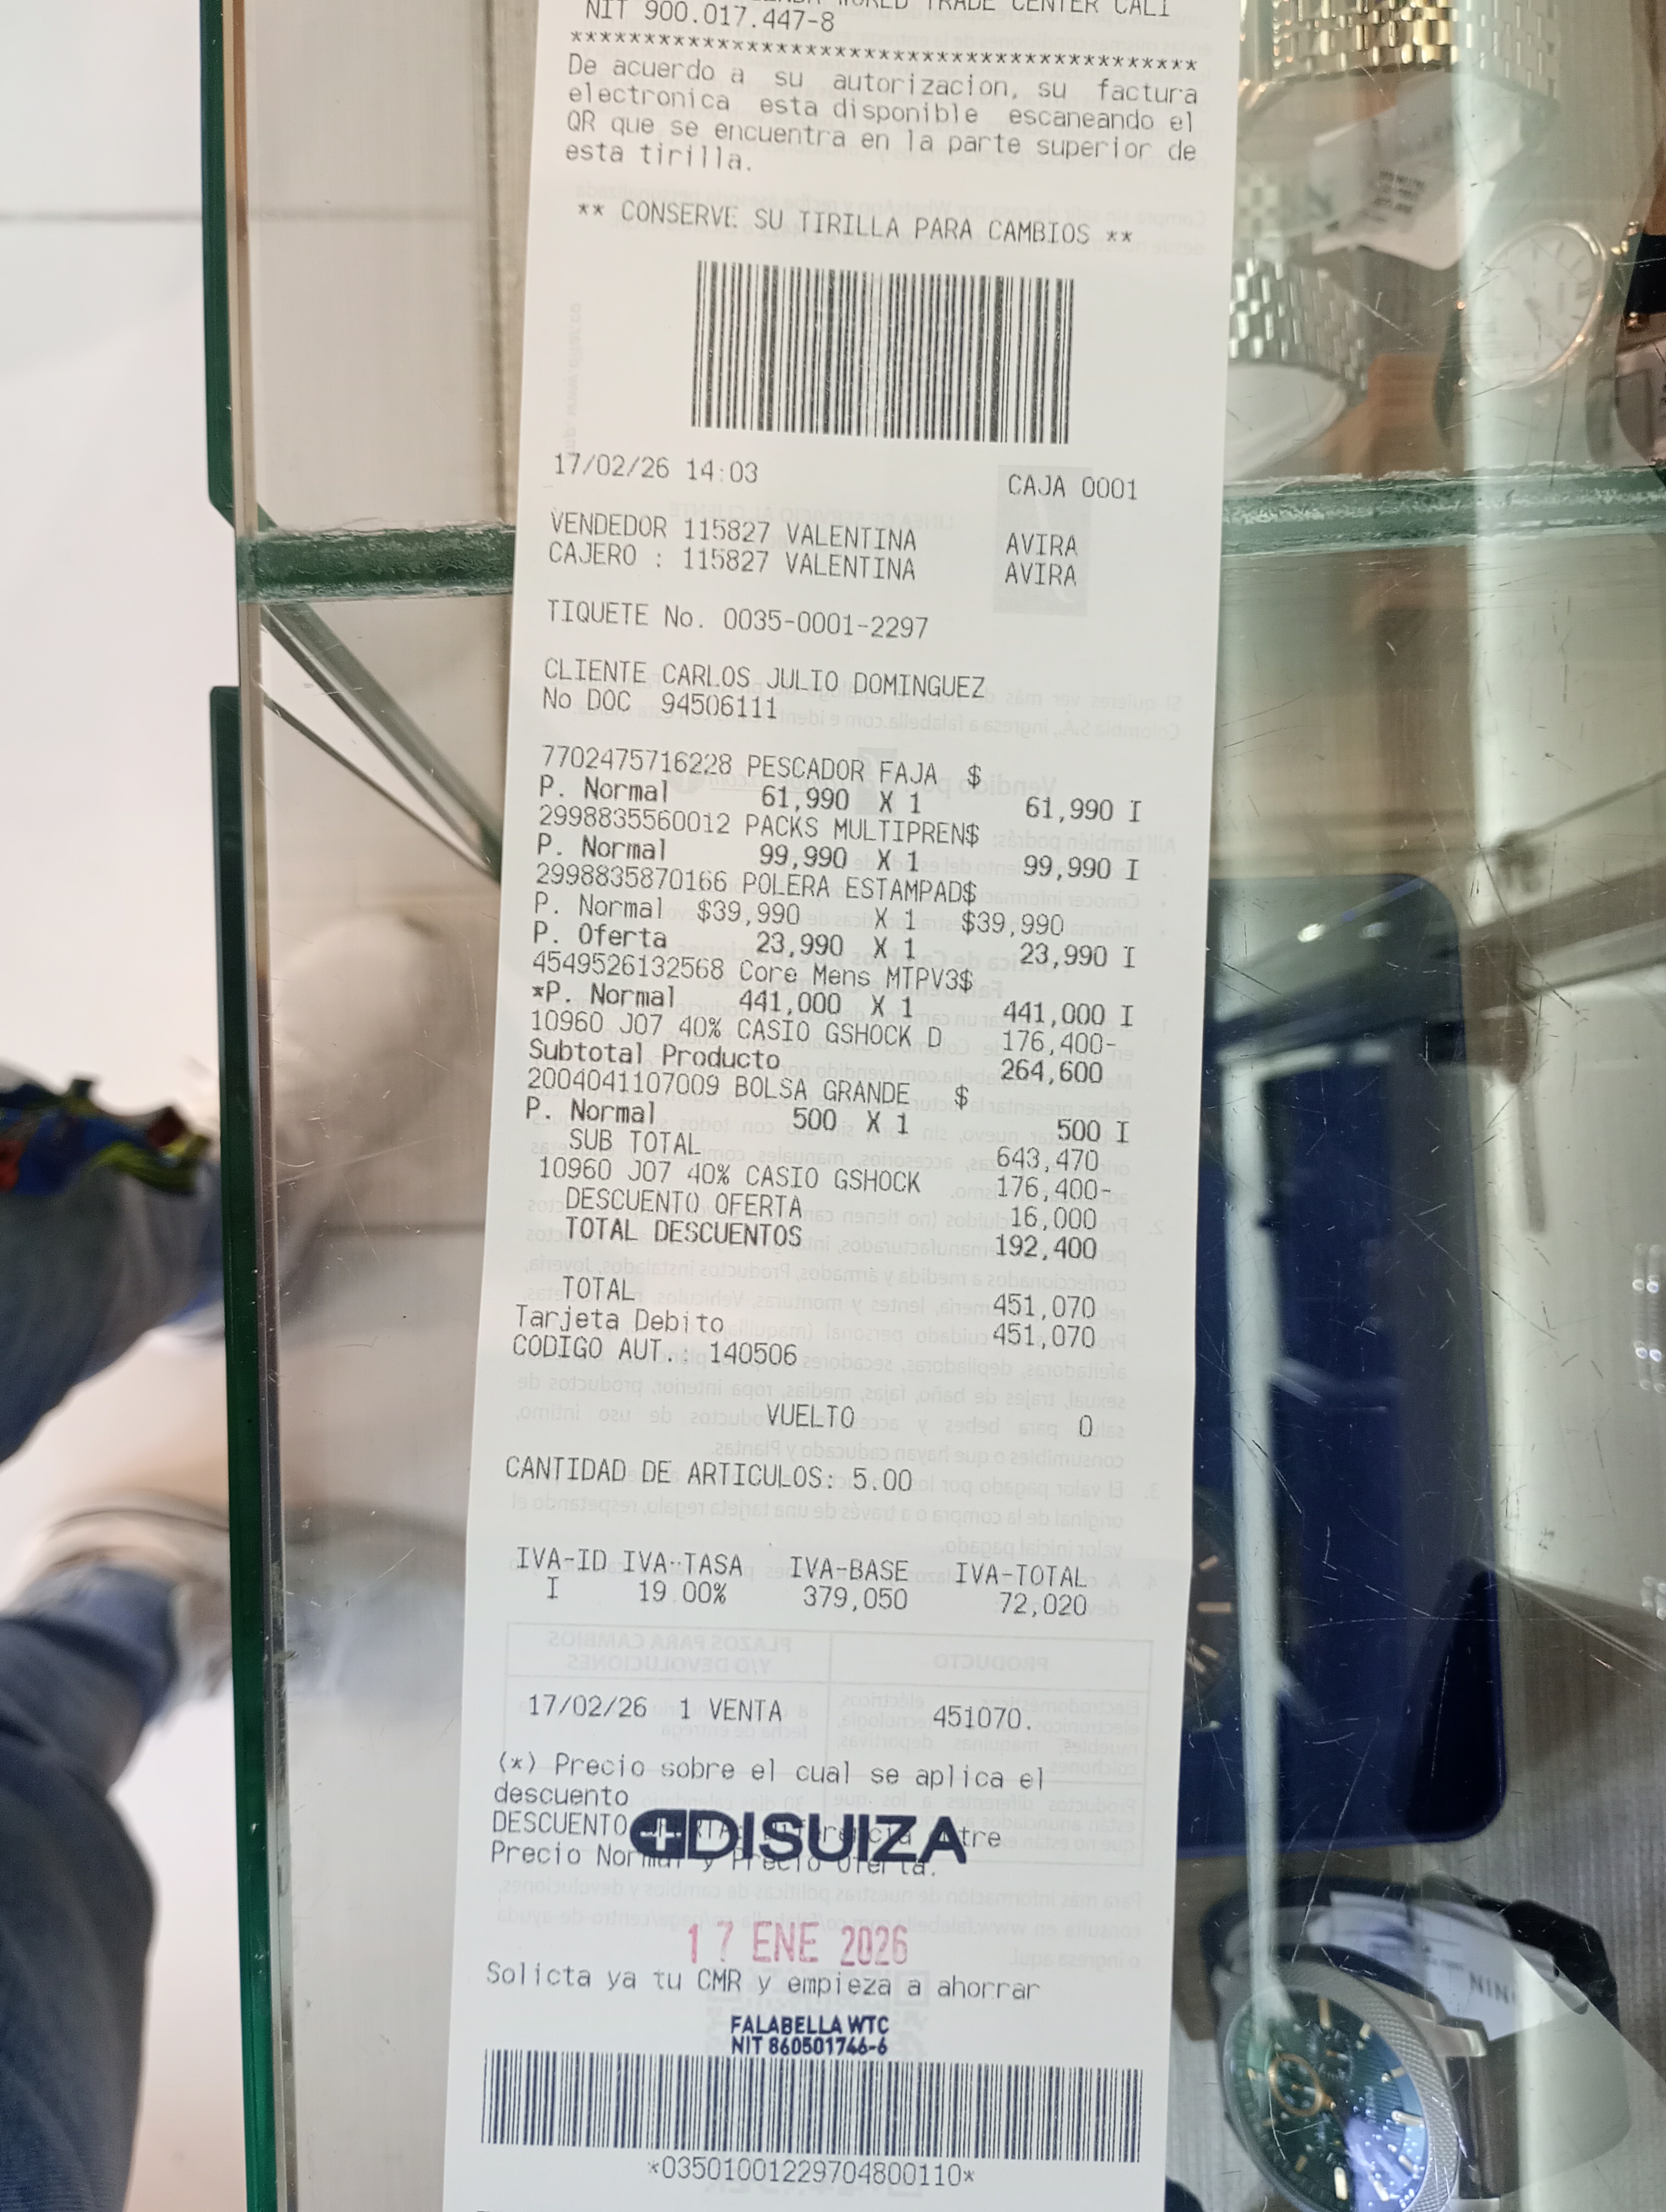 WORLD TRADE CENTER CALI
NIT 900.017.447-8
*******************************************
De acuerdo a su autorizacion, su factura
electronica esta disponible escaneando el
QR que se encuentra en la parte superior de
esta tirilla.
** CONSERVE SU TIRILLA PARA CAMBIOS **
17/02/26 14:03 CAJA 0001
VENDEDOR 115827 VALENTINA AVIRA
CAJERO : 115827 VALENTINA AVIRA
TIQUETE No. 0035-0001-2297
CLIENTE CARLOS JULIO DOMINGUEZ
No DOC 94506111
7702475716228 PESCADOR FAJA $
P. Normal 61,990 X 1 61,990 I
2998835560012 PACKS MULTIPREN$
P. Normal 99,990 X 1 99,990 I
2998835870166 POLERA ESTAMPAD$
P. Normal $39,990 X 1 $39,990
P. Oferta 23,990 X 1 23,990 I
4549526132568 Core Mens MTPV3$
*P. Normal 441,000 X 1 441,000 I
10960 J07 40% CASIO GSHOCK D 176,400-
Subtotal Producto 264,600
2004041107009 BOLSA GRANDE $
P. Normal 500 X 1 500 I
SUB TOTAL 643,470
10960 J07 40% CASIO GSHOCK 176,400-
DESCUENTO OFERTA 16,000
TOTAL DESCUENTOS 192,400
TOTAL 451,070
Tarjeta Debito 451,070
CODIGO AUT.: 140506
VUELTO 0
CANTIDAD DE ARTICULOS: 5.00
IVA-ID IVA-TASA IVA-BASE IVA-TOTAL
I 19.00% 379,050 72,020
17/02/26 1 VENTA 451070.
(*) Precio sobre el cual se aplica el
descuento
DESCUENTO
DISUIZA
Precio Normal y Precio Oferta.
17 ENE 2026
Solicta ya tu CMR y empieza a ahorrar
FALABELLA WTC
NIT 860501746-6
*03501001229704800110*